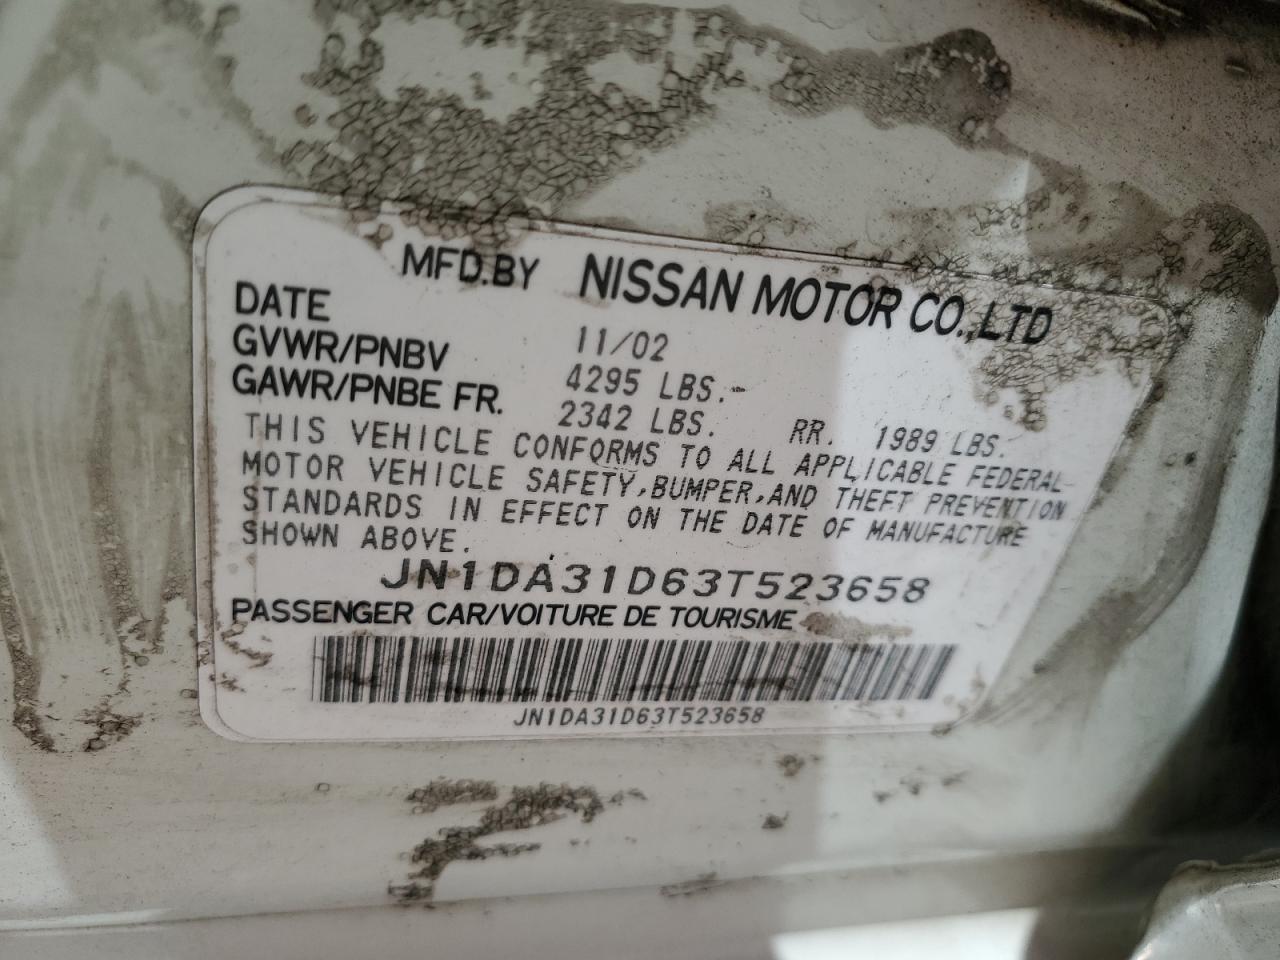 MFD.BY NISSAN MOTOR CO.,LTD
DATE 11/02
GVWR/PNBV 4295 LBS.
GAWR/PNBE FR. 2342 LBS. RR. 1989 LBS.
THIS VEHICLE CONFORMS TO ALL APPLICABLE FEDERAL
MOTOR VEHICLE SAFETY,BUMPER,AND THEFT PREVENTION
STANDARDS IN EFFECT ON THE DATE OF MANUFACTURE
SHOWN ABOVE.
JN1DA31D63T523658
PASSENGER CAR/VOITURE DE TOURISME
JN1DA31D63T523658